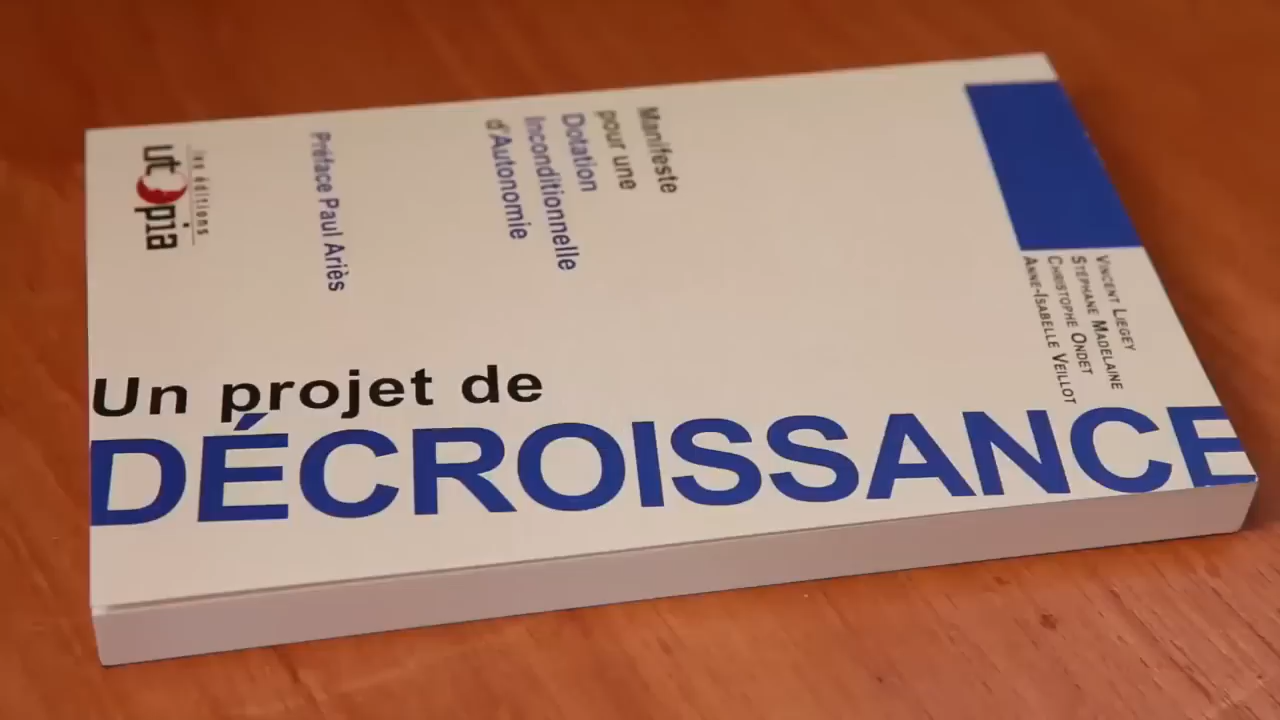 VINCENT LIEGEY
STÉPHANE MADELAINE
CHRISTOPHE ONDET
ANNE-ISABELLE VEILLOT
Un projet de
DÉCROISSANCE
Manifeste
pour une
Dotation
Inconditionnelle
d'Autonomie
Préface Paul Ariès
les éditions
utopia